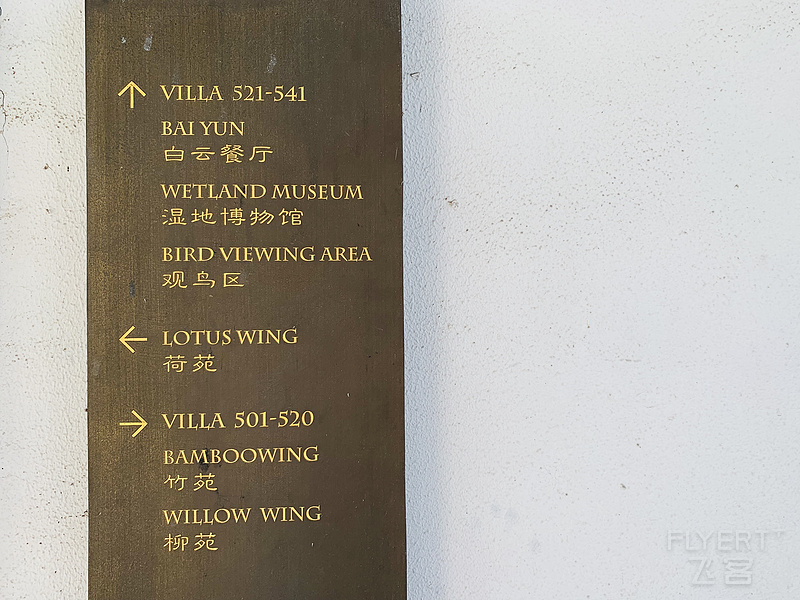 ↑ VILLA 521-541
BAI YUN
白云餐厅
WETLAND MUSEUM
湿地博物馆
BIRD VIEWING AREA
观鸟区
← LOTUS WING
荷苑
→ VILLA 501-520
BAMBOOWING
竹苑
WILLOW WING
柳苑
FLYERT
飞客